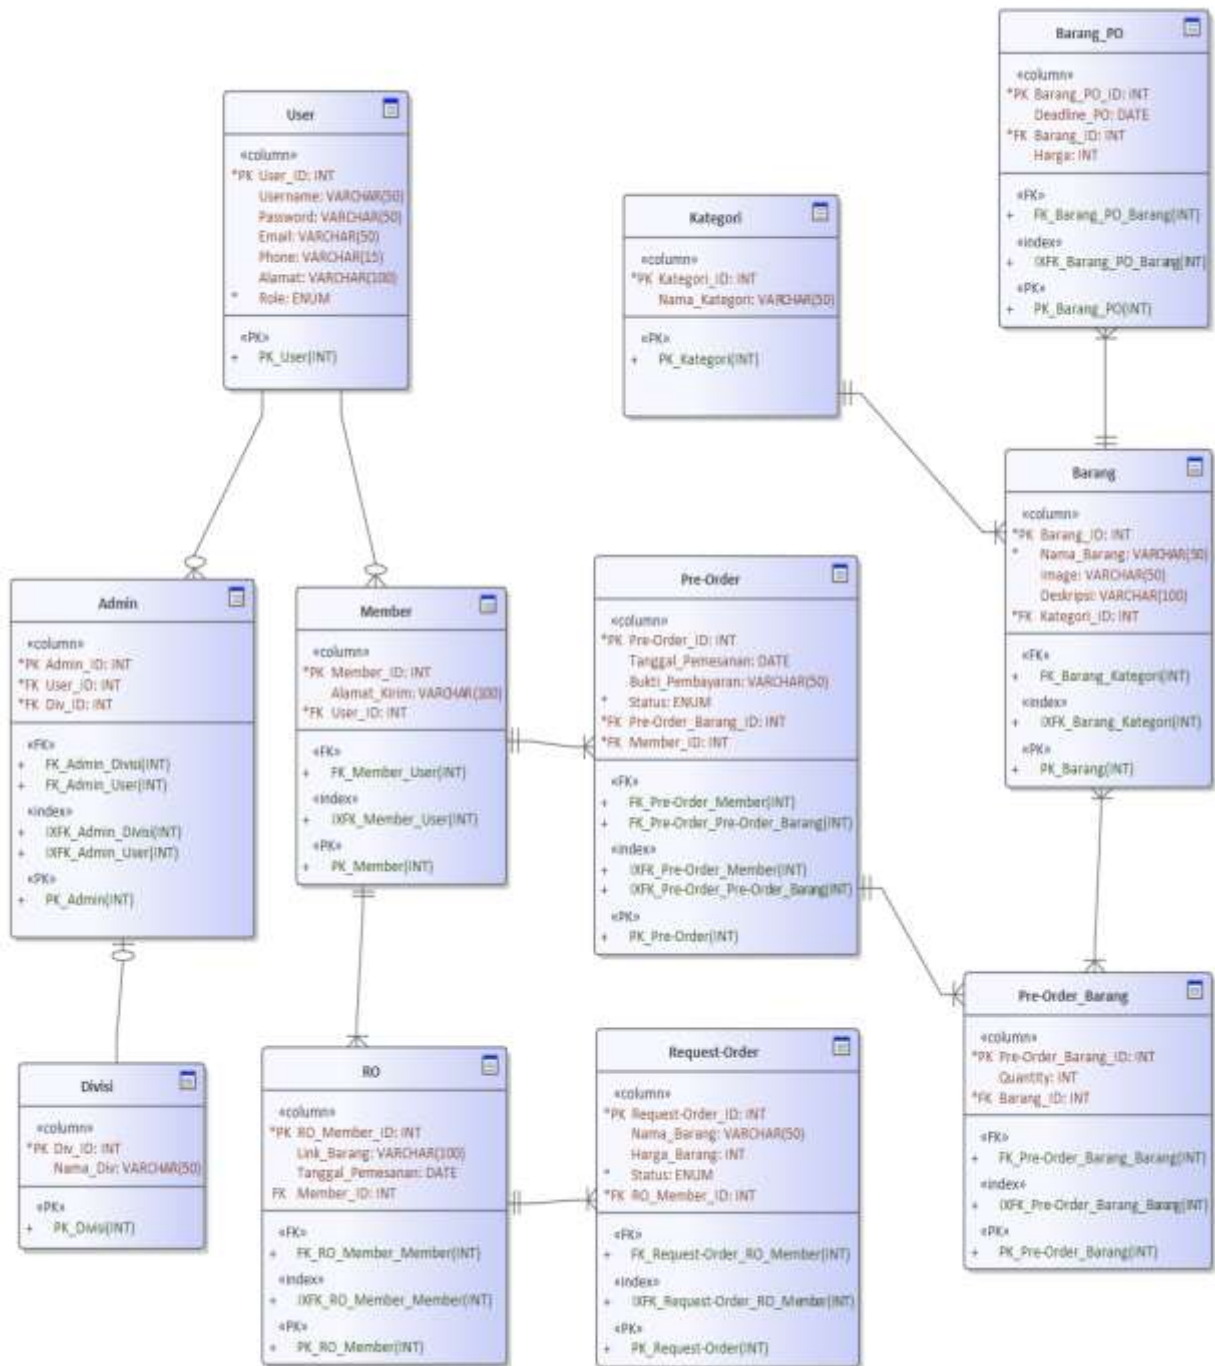 User
«column»
*PK User_ID: INT
Username: VARCHAR(50)
Password: VARCHAR(50)
Email: VARCHAR(50)
Phone: VARCHAR(15)
Alamat: VARCHAR(100)
* Role: ENUM
«PK»
+ PK_User(INT)
Kategori
«column»
*PK Kategori_ID: INT
Nama_Kategori: VARCHAR(50)
«PK»
+ PK_Kategori(INT)
Barang_PO
«column»
*PK Barang_PO_ID: INT
Deadline_PO: DATE
*FK Barang_ID: INT
Harga: INT
«FK»
+ FK_Barang_PO_Barang(INT)
«index»
+ IXFK_Barang_PO_Barang(INT)
«PK»
+ PK_Barang_PO(INT)
Barang
«column»
*PK Barang_ID: INT
* Nama_Barang: VARCHAR(50)
Image: VARCHAR(50)
Deskripsi: VARCHAR(100)
*FK Kategori_ID: INT
«FK»
+ FK_Barang_Kategori(INT)
«index»
+ IXFK_Barang_Kategori(INT)
«PK»
+ PK_Barang(INT)
Admin
«column»
*PK Admin_ID: INT
*FK User_ID: INT
*FK Div_ID: INT
«FK»
+ FK_Admin_Divisi(INT)
+ FK_Admin_User(INT)
«index»
+ IXFK_Admin_Divisi(INT)
+ IXFK_Admin_User(INT)
«PK»
+ PK_Admin(INT)
Member
«column»
*PK Member_ID: INT
Alamat_Kirim: VARCHAR(100)
*FK User_ID: INT
«FK»
+ FK_Member_User(INT)
«index»
+ IXFK_Member_User(INT)
«PK»
+ PK_Member(INT)
Pre-Order
«column»
*PK Pre-Order_ID: INT
Tanggal_Pemesanan: DATE
Bukti_Pembayaran: VARCHAR(50)
* Status: ENUM
*FK Pre-Order_Barang_ID: INT
*FK Member_ID: INT
«FK»
+ FK_Pre-Order_Member(INT)
+ FK_Pre-Order_Pre-Order_Barang(INT)
«index»
+ IXFK_Pre-Order_Member(INT)
+ IXFK_Pre-Order_Pre-Order_Barang(INT)
«PK»
+ PK_Pre-Order(INT)
Divisi
«column»
*PK Div_ID: INT
Nama_Div: VARCHAR(50)
«PK»
+ PK_Divisi(INT)
RO
«column»
*PK RO_Member_ID: INT
Link_Barang: VARCHAR(100)
Tanggal_Pemesanan: DATE
FK Member_ID: INT
«FK»
+ FK_RO_Member_Member(INT)
«index»
+ IXFK_RO_Member_Member(INT)
«PK»
+ PK_RO_Member(INT)
Request-Order
«column»
*PK Request-Order_ID: INT
Nama_Barang: VARCHAR(50)
Harga_Barang: INT
* Status: ENUM
*FK RO_Member_ID: INT
«FK»
+ FK_Request-Order_RO_Member(INT)
«index»
+ IXFK_Request-Order_RO_Member(INT)
«PK»
+ PK_Request-Order(INT)
Pre-Order_Barang
«column»
*PK Pre-Order_Barang_ID: INT
Quantity: INT
*FK Barang_ID: INT
«FK»
+ FK_Pre-Order_Barang_Barang(INT)
«index»
+ IXFK_Pre-Order_Barang_Barang(INT)
«PK»
+ PK_Pre-Order_Barang(INT)